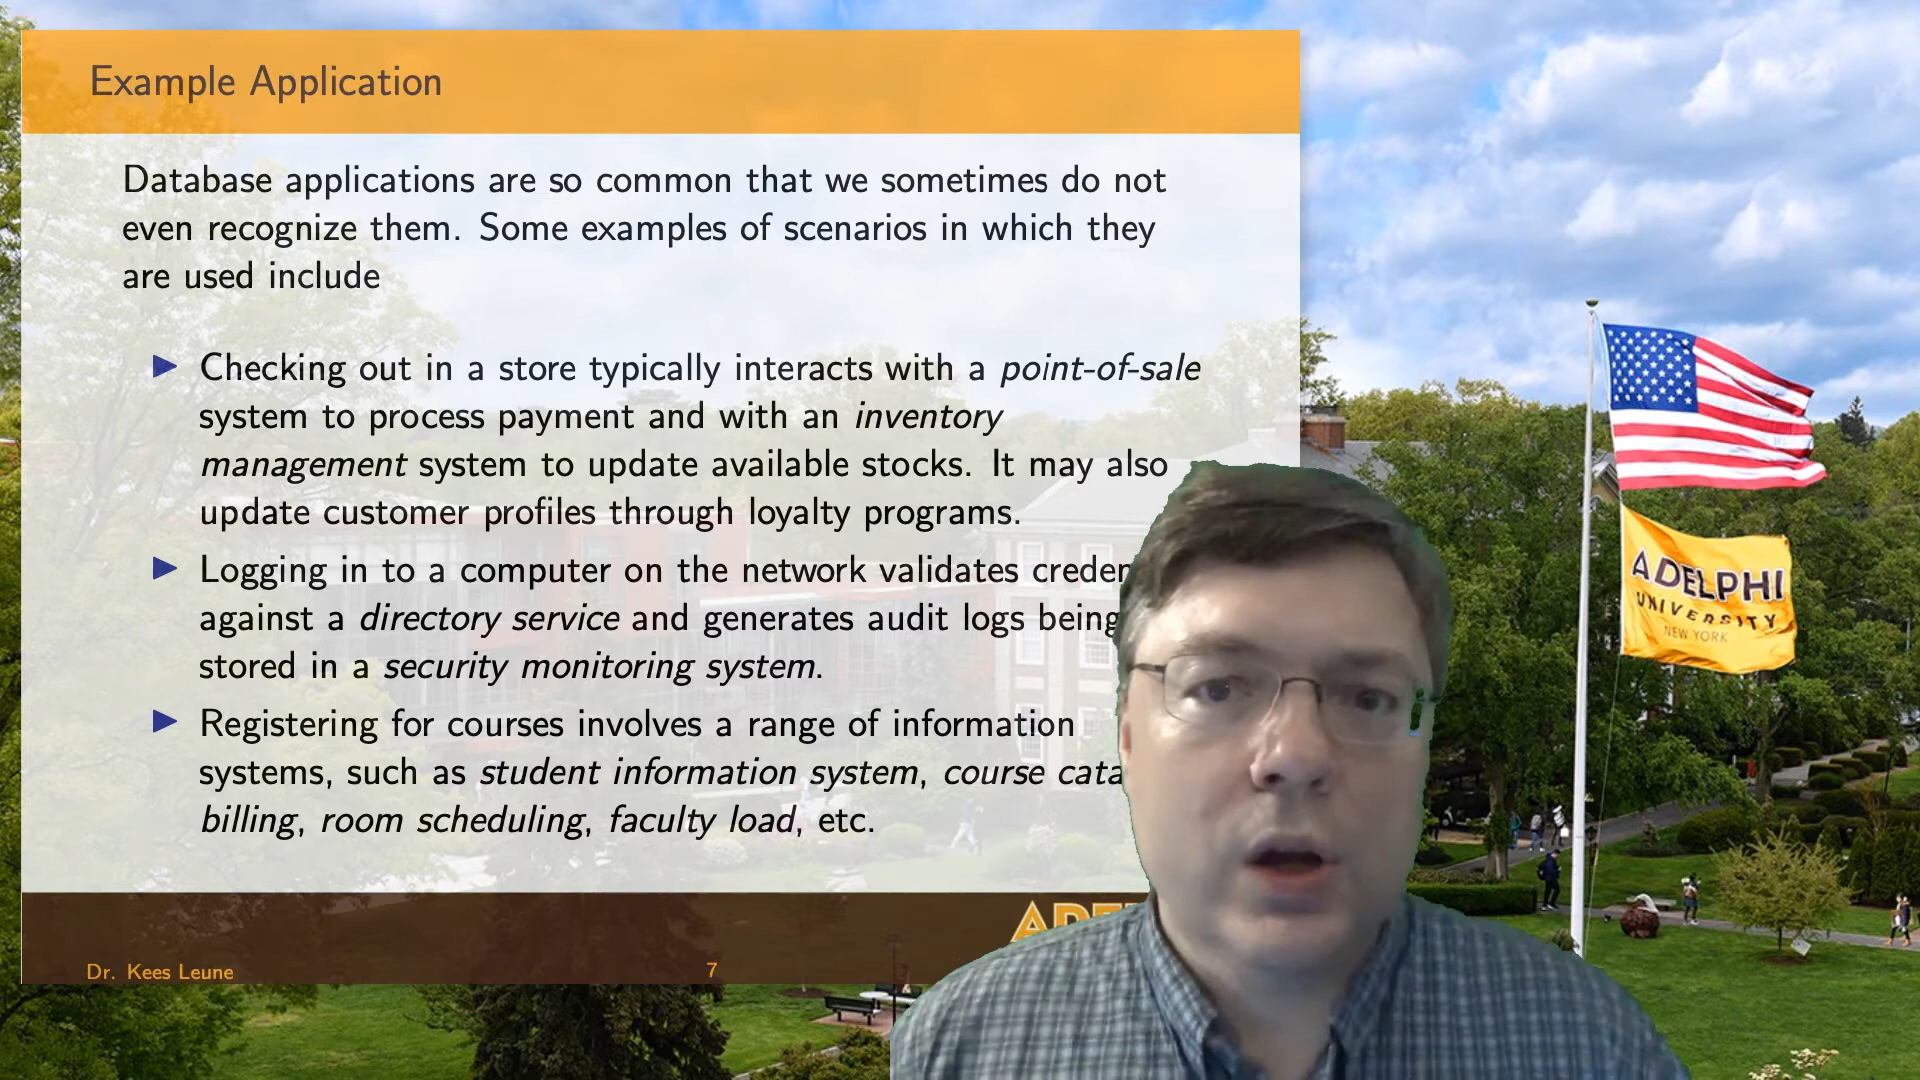 Example Application
Database applications are so common that we sometimes do not
even recognize them. Some examples of scenarios in which they
are used include
Checking out in a store typically interacts with a point-of-sale
system to process payment and with an inventory
management system to update available stocks. It may also
update customer profiles through loyalty programs.
Logging in to a computer on the network validates
against a directory service and generates audit logs being
stored in a security monitoring system.
Registering for courses involves a range of information
systems, such as student information system, course
billing, room scheduling, faculty load, etc.
ADELPHI
UNIVERSITY
NEW YORK
Dr. Kees Leune
7